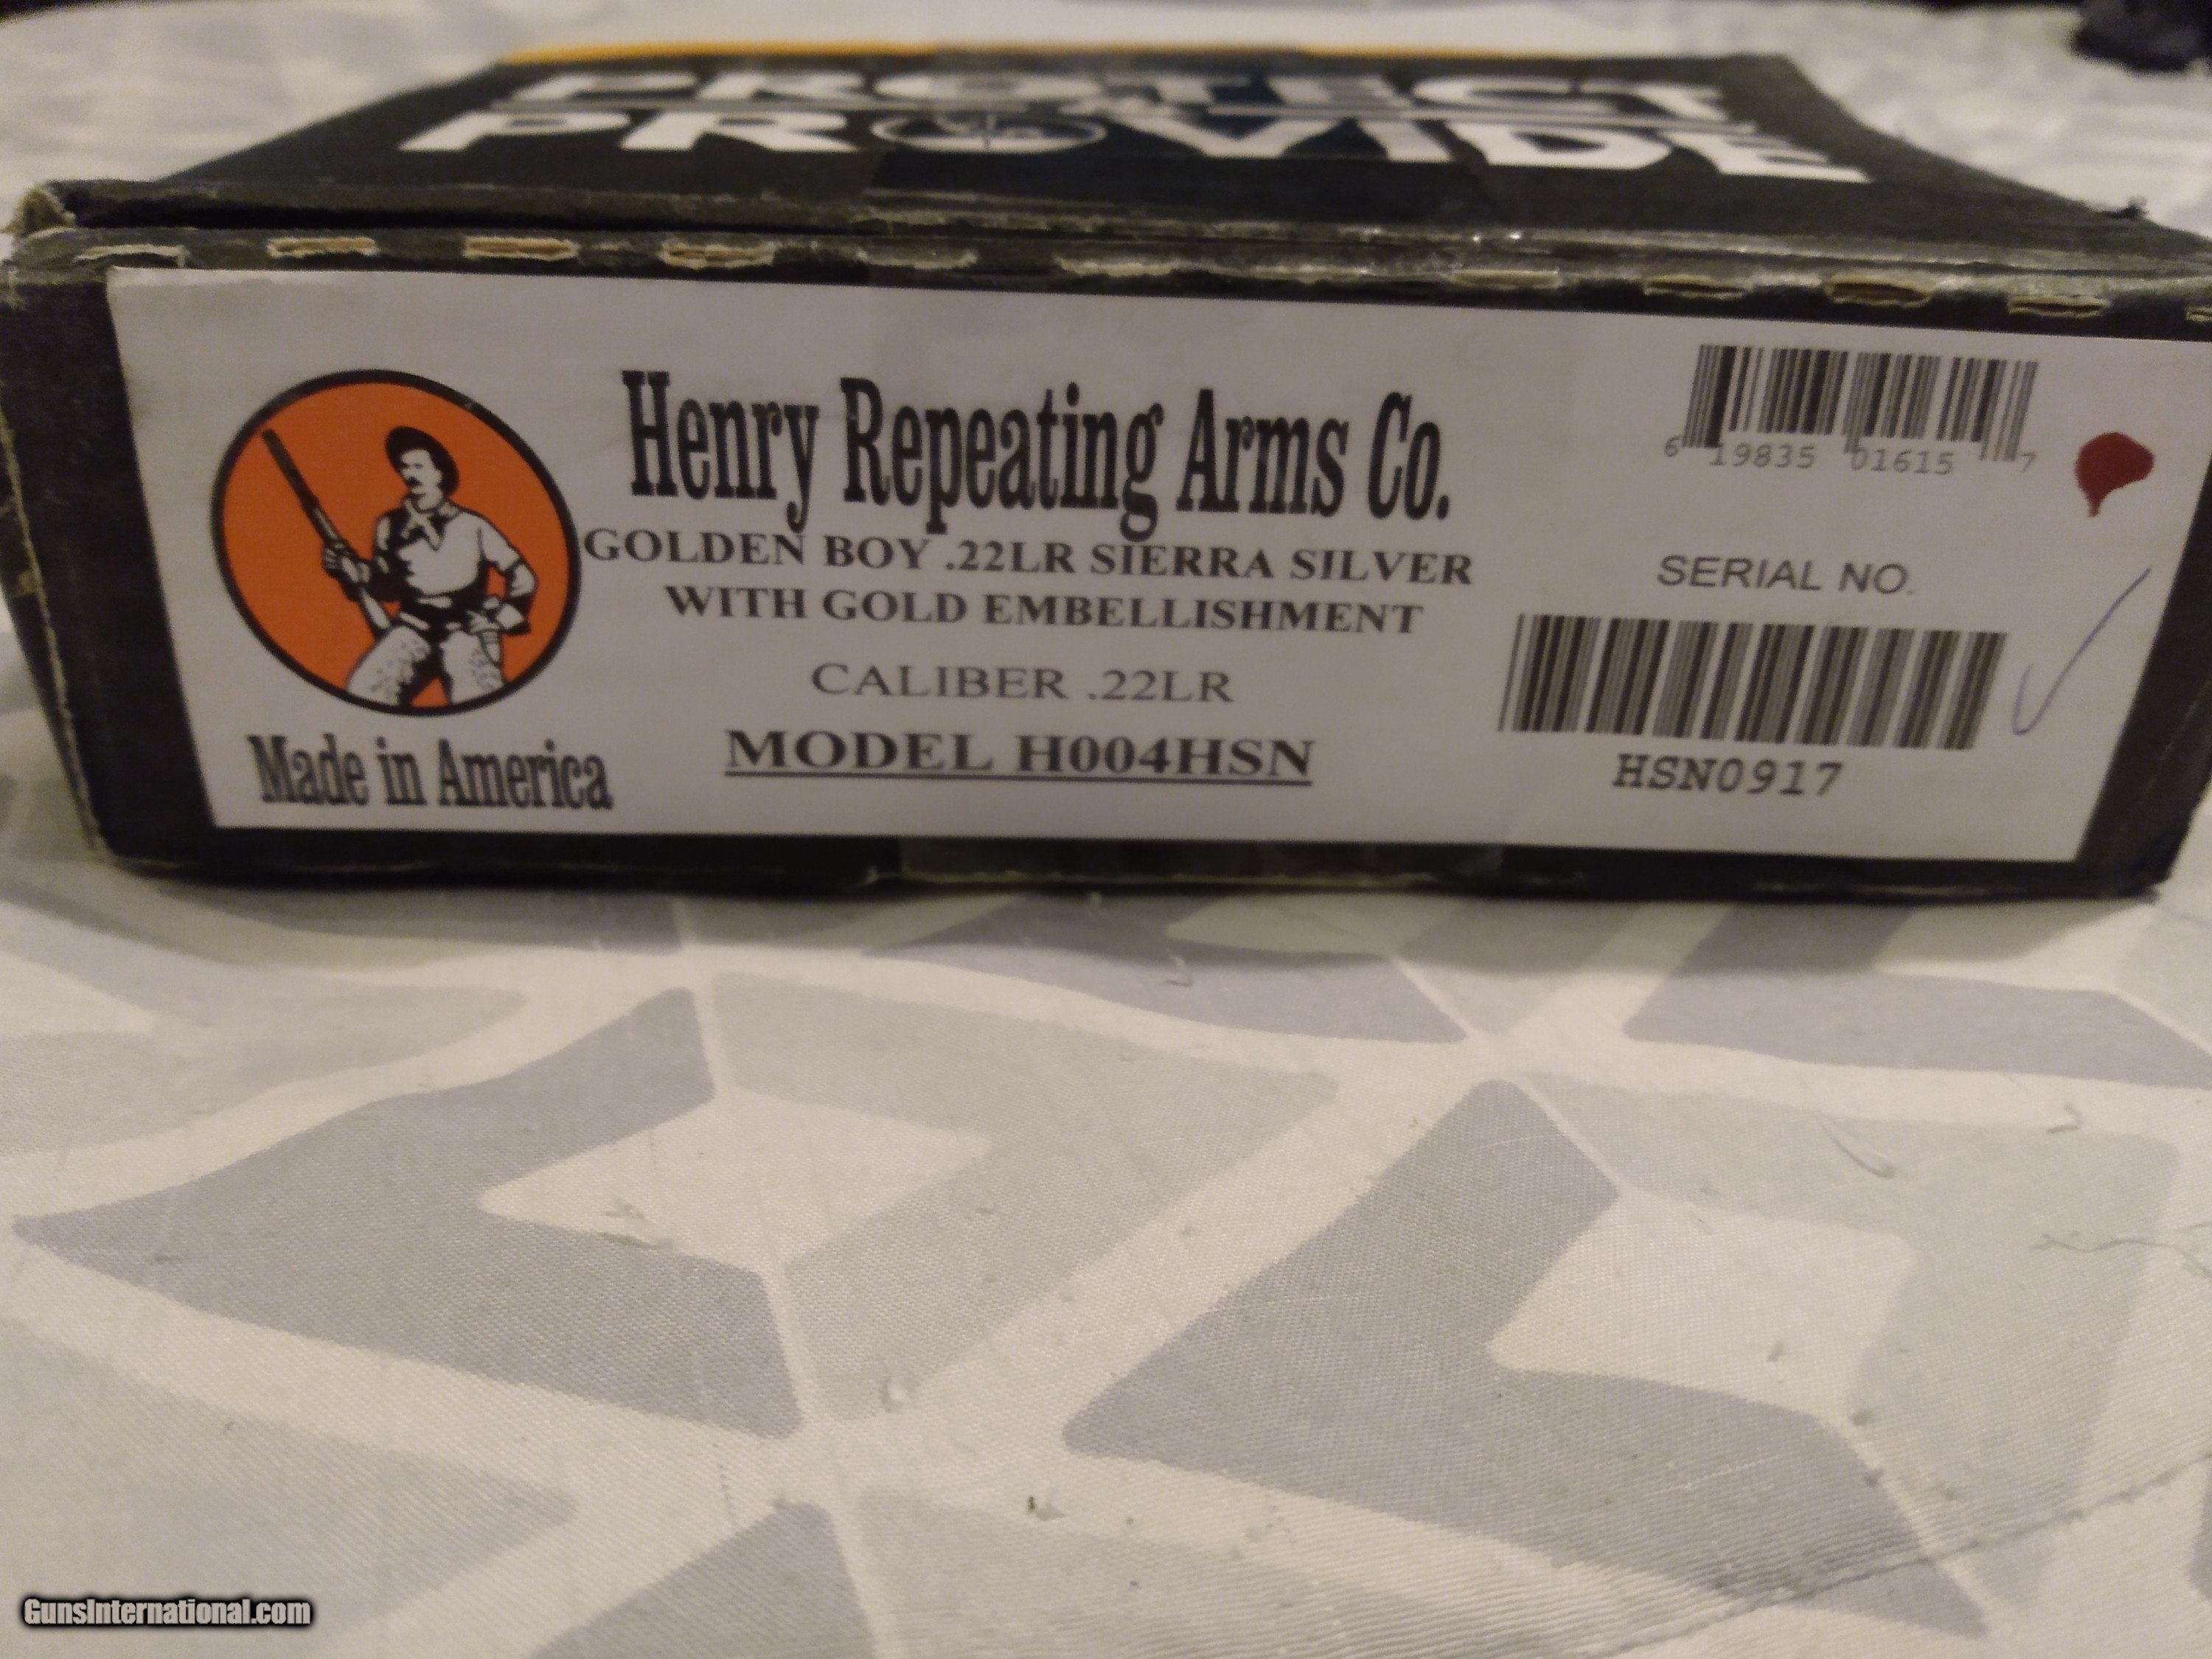 PROTECT
&
PROVIDE
Henry Repeating Arms Co.
GOLDEN BOY .22LR SIERRA SILVER
WITH GOLD EMBELLISHMENT
CALIBER .22LR
MODEL H004HSN
Made in America
6 19835 01615 7
SERIAL NO.
HSN0917
GunsInternational.com